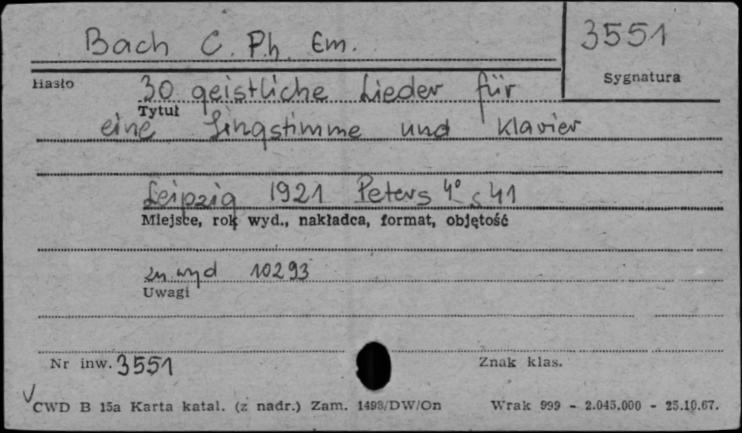 Bach C. Ph. Em.
3551
Hasło
Sygnatura
30 geistliche Lieder für
Tytuł
eine Singstimme und Klavier
Leipzig 1921 Peters 4° s 41
Miejsce, rok wyd., nakładca, format, objętość
zn wyd 10293
Uwagi
Nr inw. 3551
Znak klas.
CWD B 15a Karta katal. (z nadr.) Zam. 1493/DW/On Wrak 999 - 2.045.000 - 25.10.67.